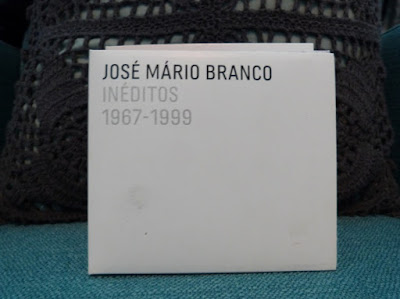 JOSÉ MÁRIO BRANCO
INÉDITOS
1967-1999